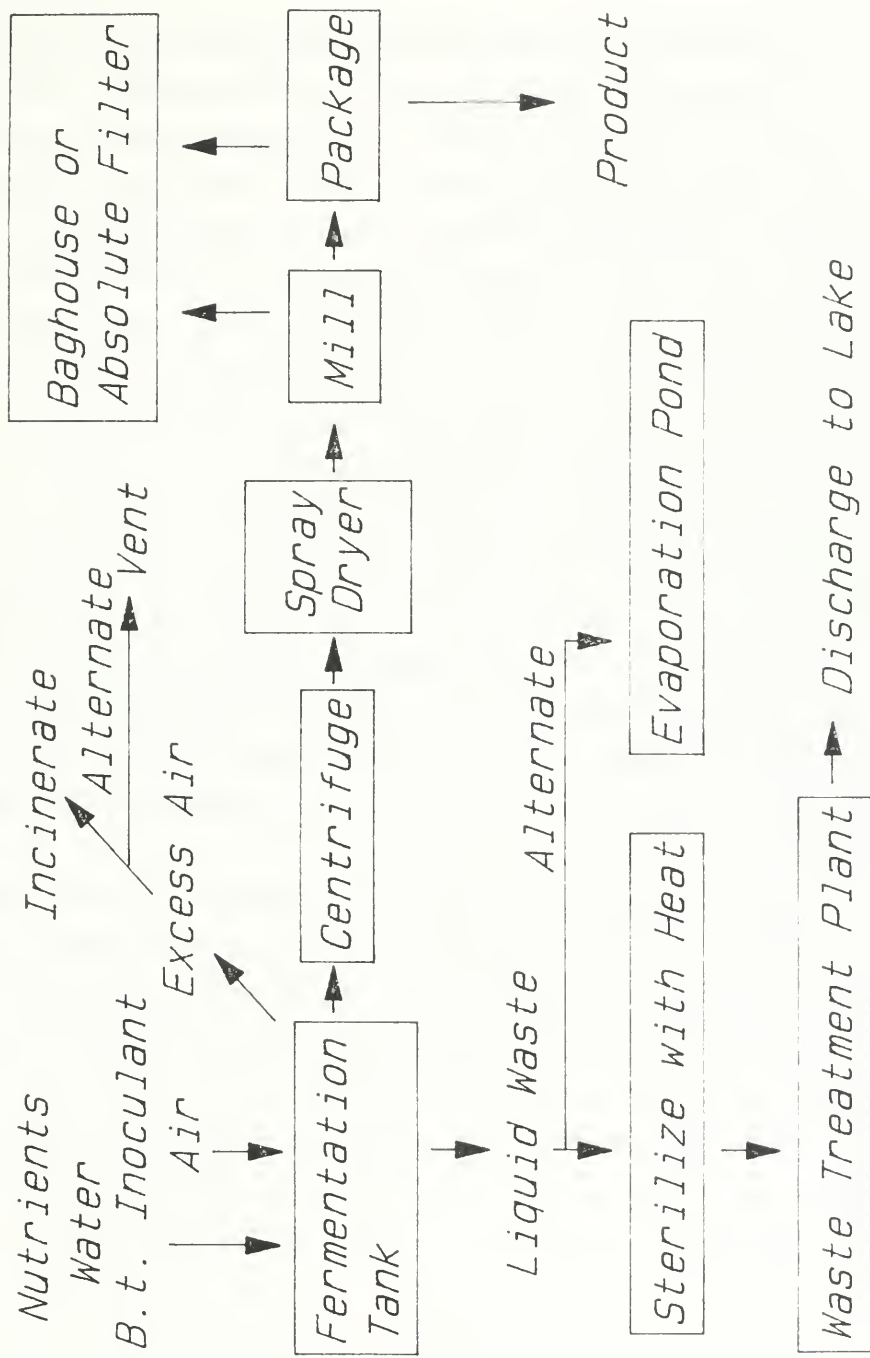 Nutrients
Water
B.t. Inoculant
Air
Excess Air
Incinerate
Alternate
Vent
Baghouse or
Absolute Filter
Fermentation
Tank
Centrifuge
Spray
Dryer
Mill
Package
Product
Liquid Waste
Alternate
Sterilize with Heat
Evaporation Pond
Waste Treatment Plant
Discharge to Lake